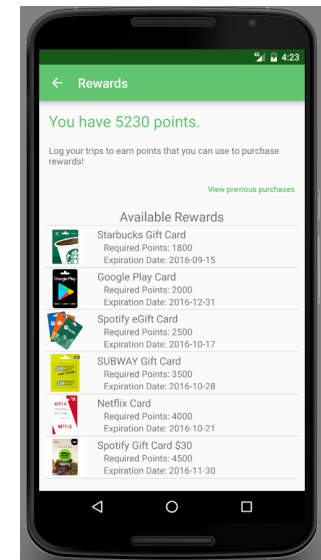 4:23
Rewards
You have 5230 points.
Log your trips to earn points that you can use to purchase
rewards!
View previous purchases
Available Rewards
Starbucks Gift Card
Required Points: 1800
Expiration Date: 2016-09-15
Google Play
Google Play Card
Required Points: 2000
Expiration Date: 2016-12-31
Spotify eGift Card
Required Points: 2500
Expiration Date: 2016-10-17
SUBWAY Gift Card
Required Points: 3500
Expiration Date: 2016-10-28
NETFLIX
NETFLIX
Netflix Card
Required Points: 4000
Expiration Date: 2016-10-21
Spotify Gift Card $30
Required Points: 4500
Expiration Date: 2016-11-30